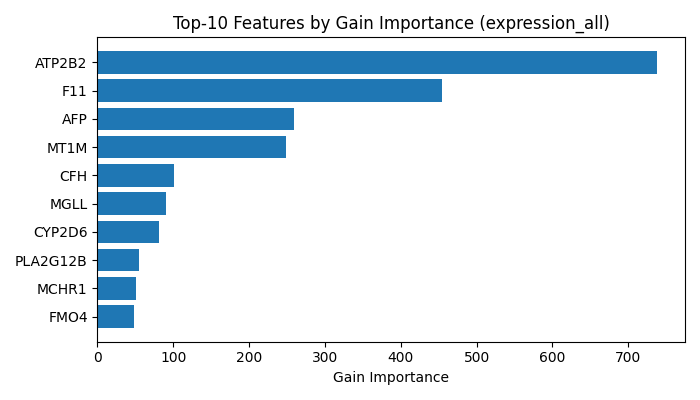 Top-10 Features by Gain Importance (expression_all)
ATP2B2
F11
AFP
MT1M
CFH
MGLL
CYP2D6
PLA2G12B
MCHR1
FMO4
0 100 200 300 400 500 600 700
Gain Importance